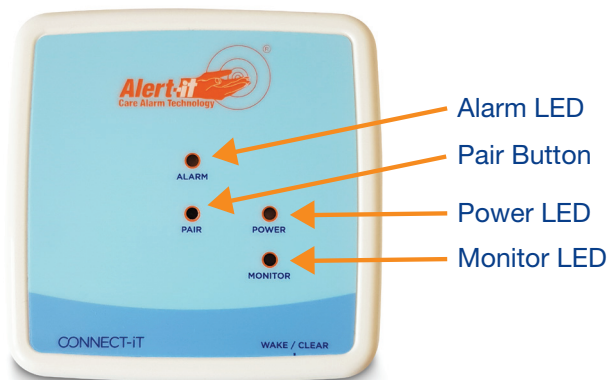 ®
Alert-iT
Care Alarm Technology
ALARM
PAIR
POWER
MONITOR
CONNECT-iT
WAKE / CLEAR
Alarm LED
Pair Button
Power LED
Monitor LED